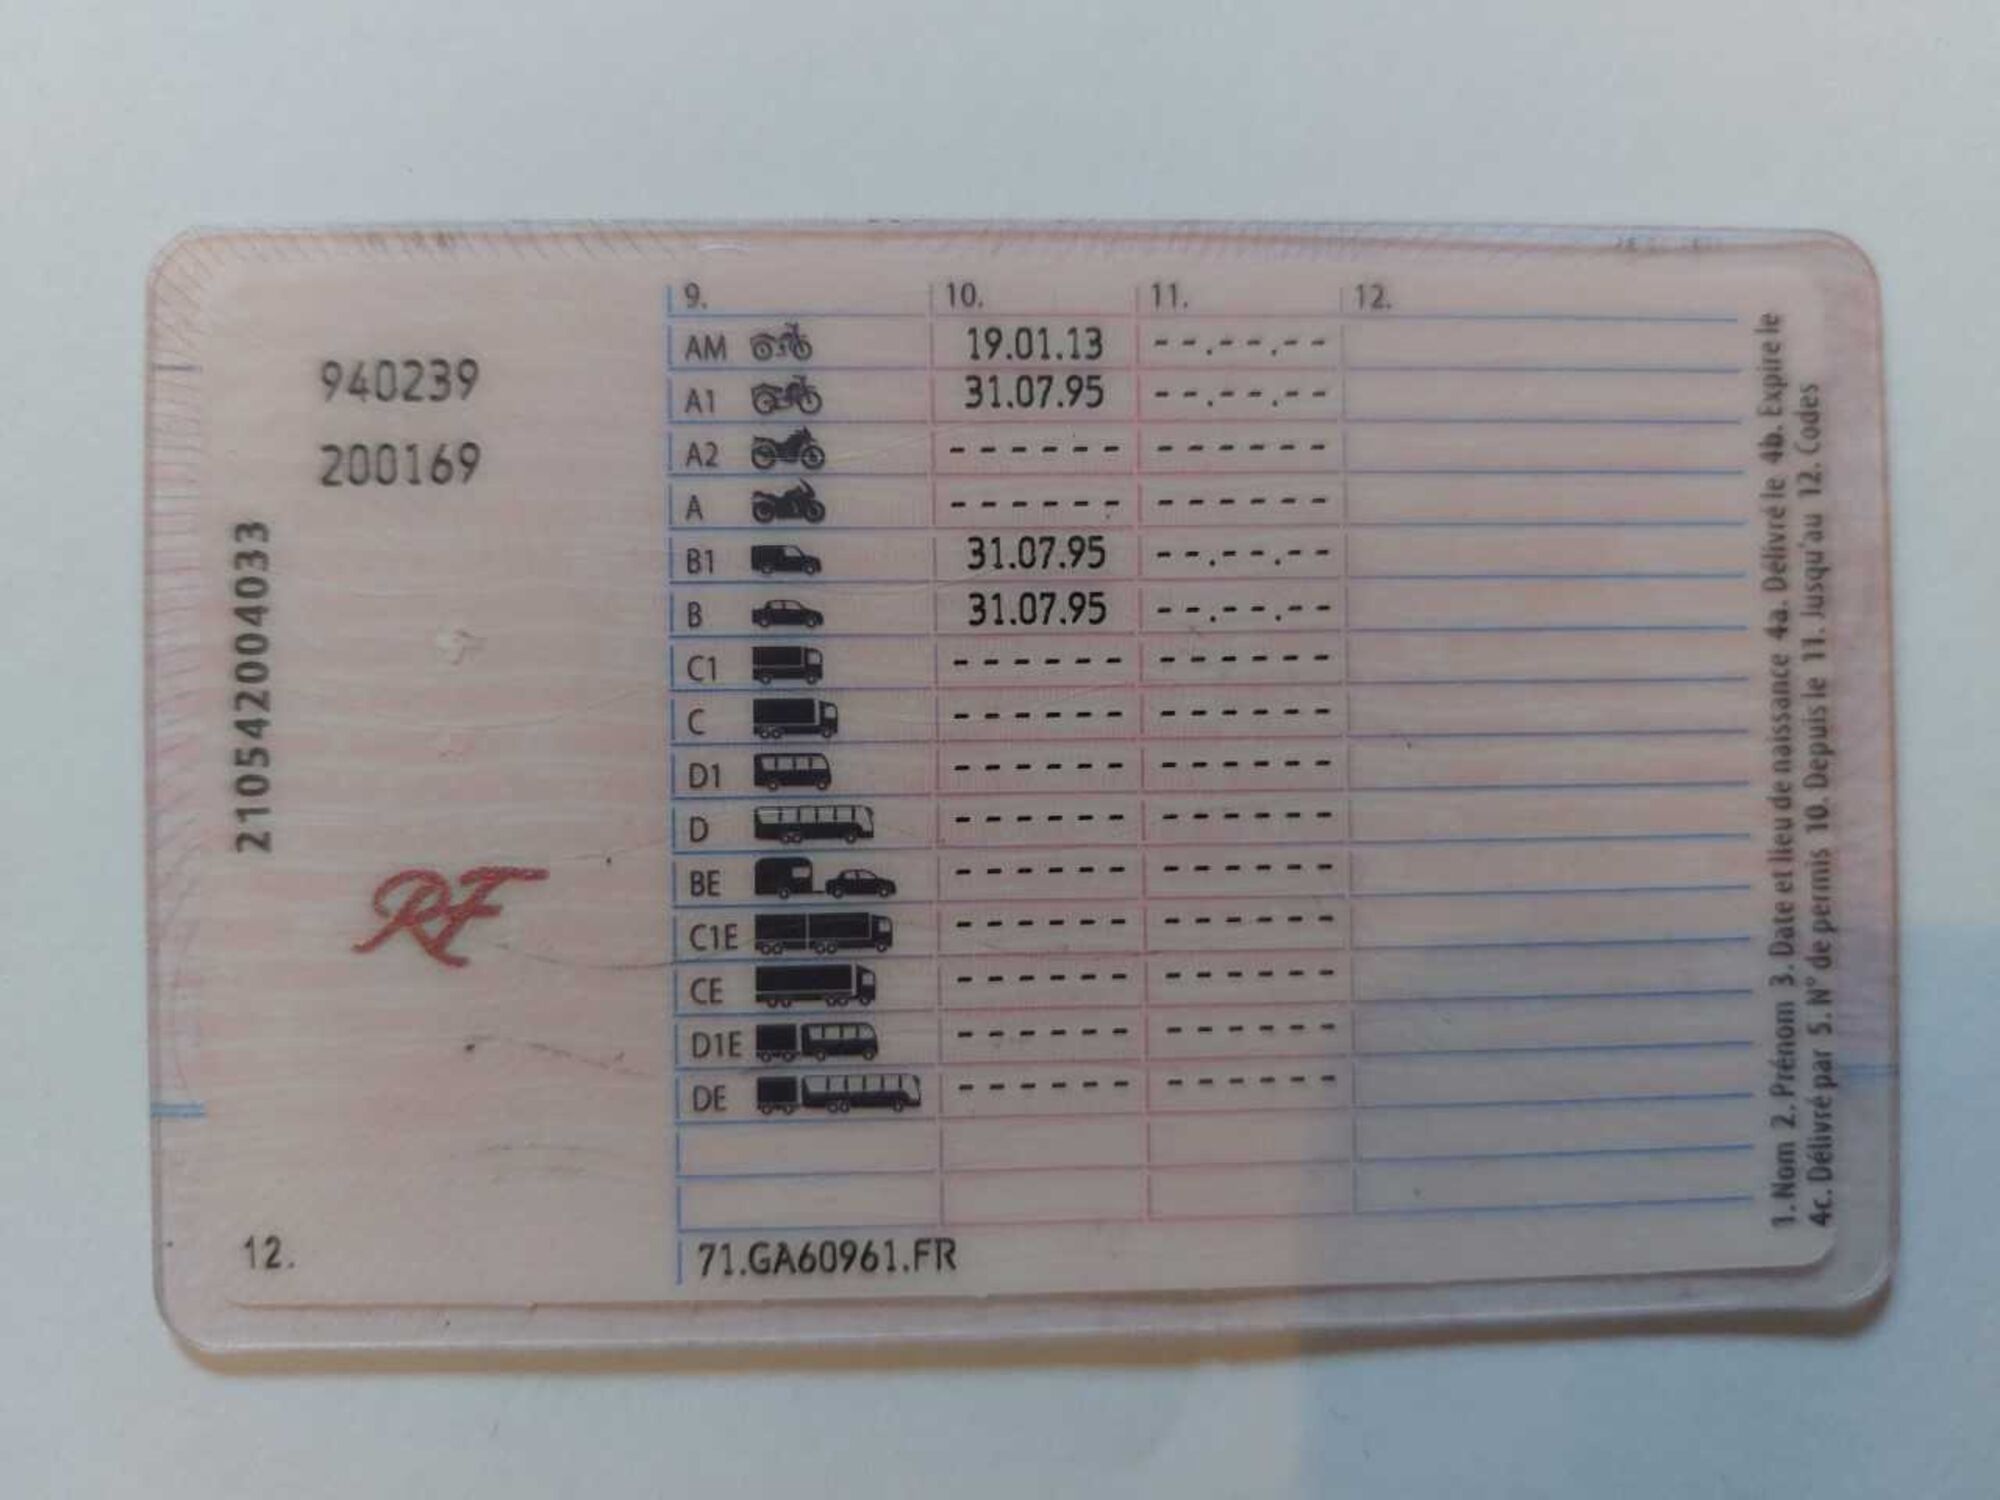 9. 10. 11. 12.
AM 19.01.13 --.--.--
A1 31.07.95 --.--.--
A2 ------ ------
A ------ ------
B1 31.07.95 --.--.--
B 31.07.95 --.--.--
C1 ------ ------
C ------ ------
D1 ------ ------
D ------ ------
BE ------ ------
C1E ------ ------
CE ------ ------
D1E ------ ------
DE ------ ------
71.GA60961.FR
940239
200169
210542004033
RF
12.
1. Nom 2. Prénom 3. Date et lieu de naissance 4a. Délivré le 4b. Expire le
4c. Délivré par 5. N° de permis 10. Depuis le 11. Jusqu'au 12. Codes